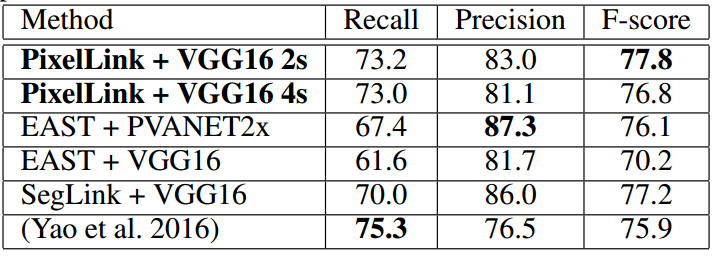 Method Recall Precision F-score
PixelLink + VGG16 2s 73.2 83.0 77.8
PixelLink + VGG16 4s 73.0 81.1 76.8
EAST + PVANET2x 67.4 87.3 76.1
EAST + VGG16 61.6 81.7 70.2
SegLink + VGG16 70.0 86.0 77.2
(Yao et al. 2016) 75.3 76.5 75.9